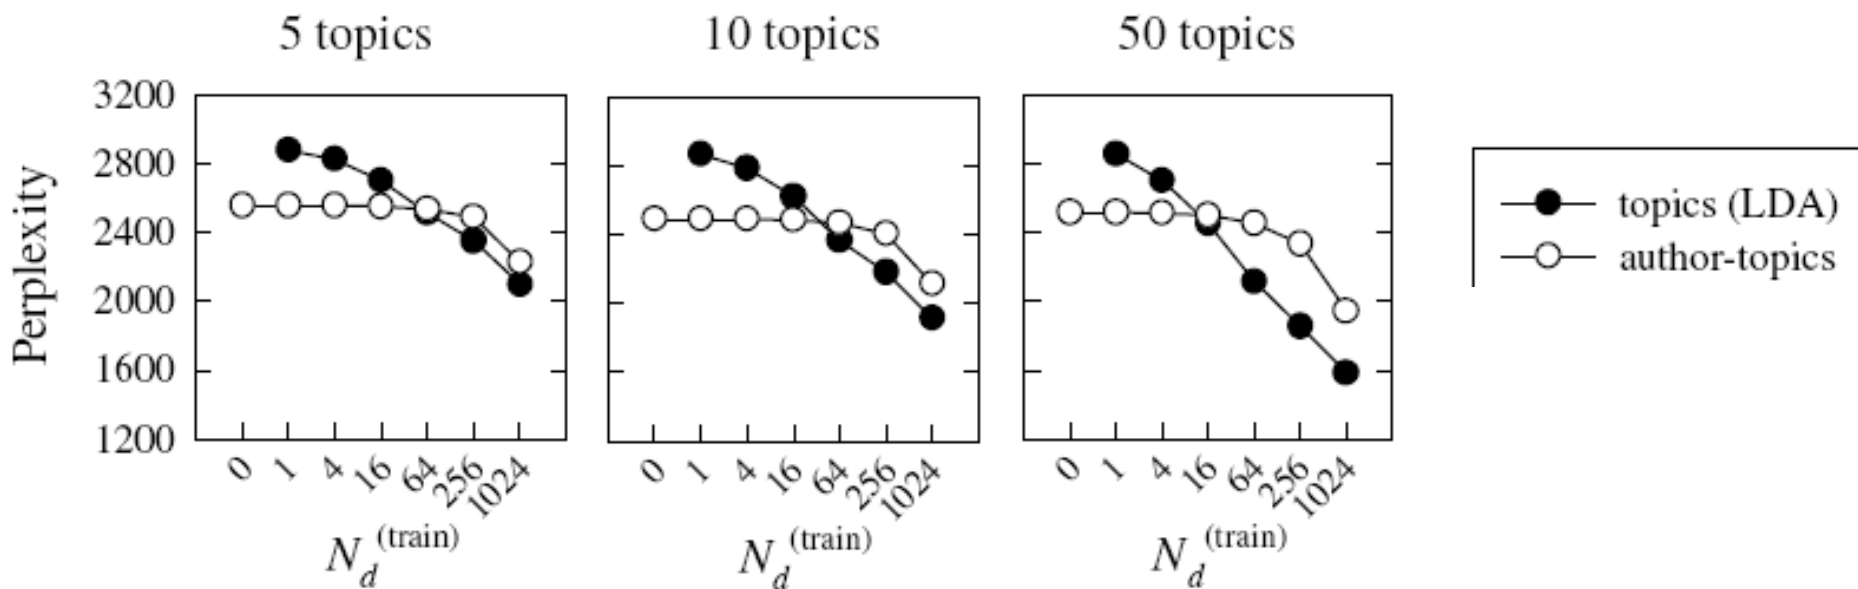 5 topics
10 topics
50 topics
Perplexity
3200
2800
2400
2000
1600
1200
0 1 4 16 64 256 1024
0 1 4 16 64 256 1024
0 1 4 16 64 256 1024
N_d^(train)
N_d^(train)
N_d^(train)
topics (LDA)
author-topics